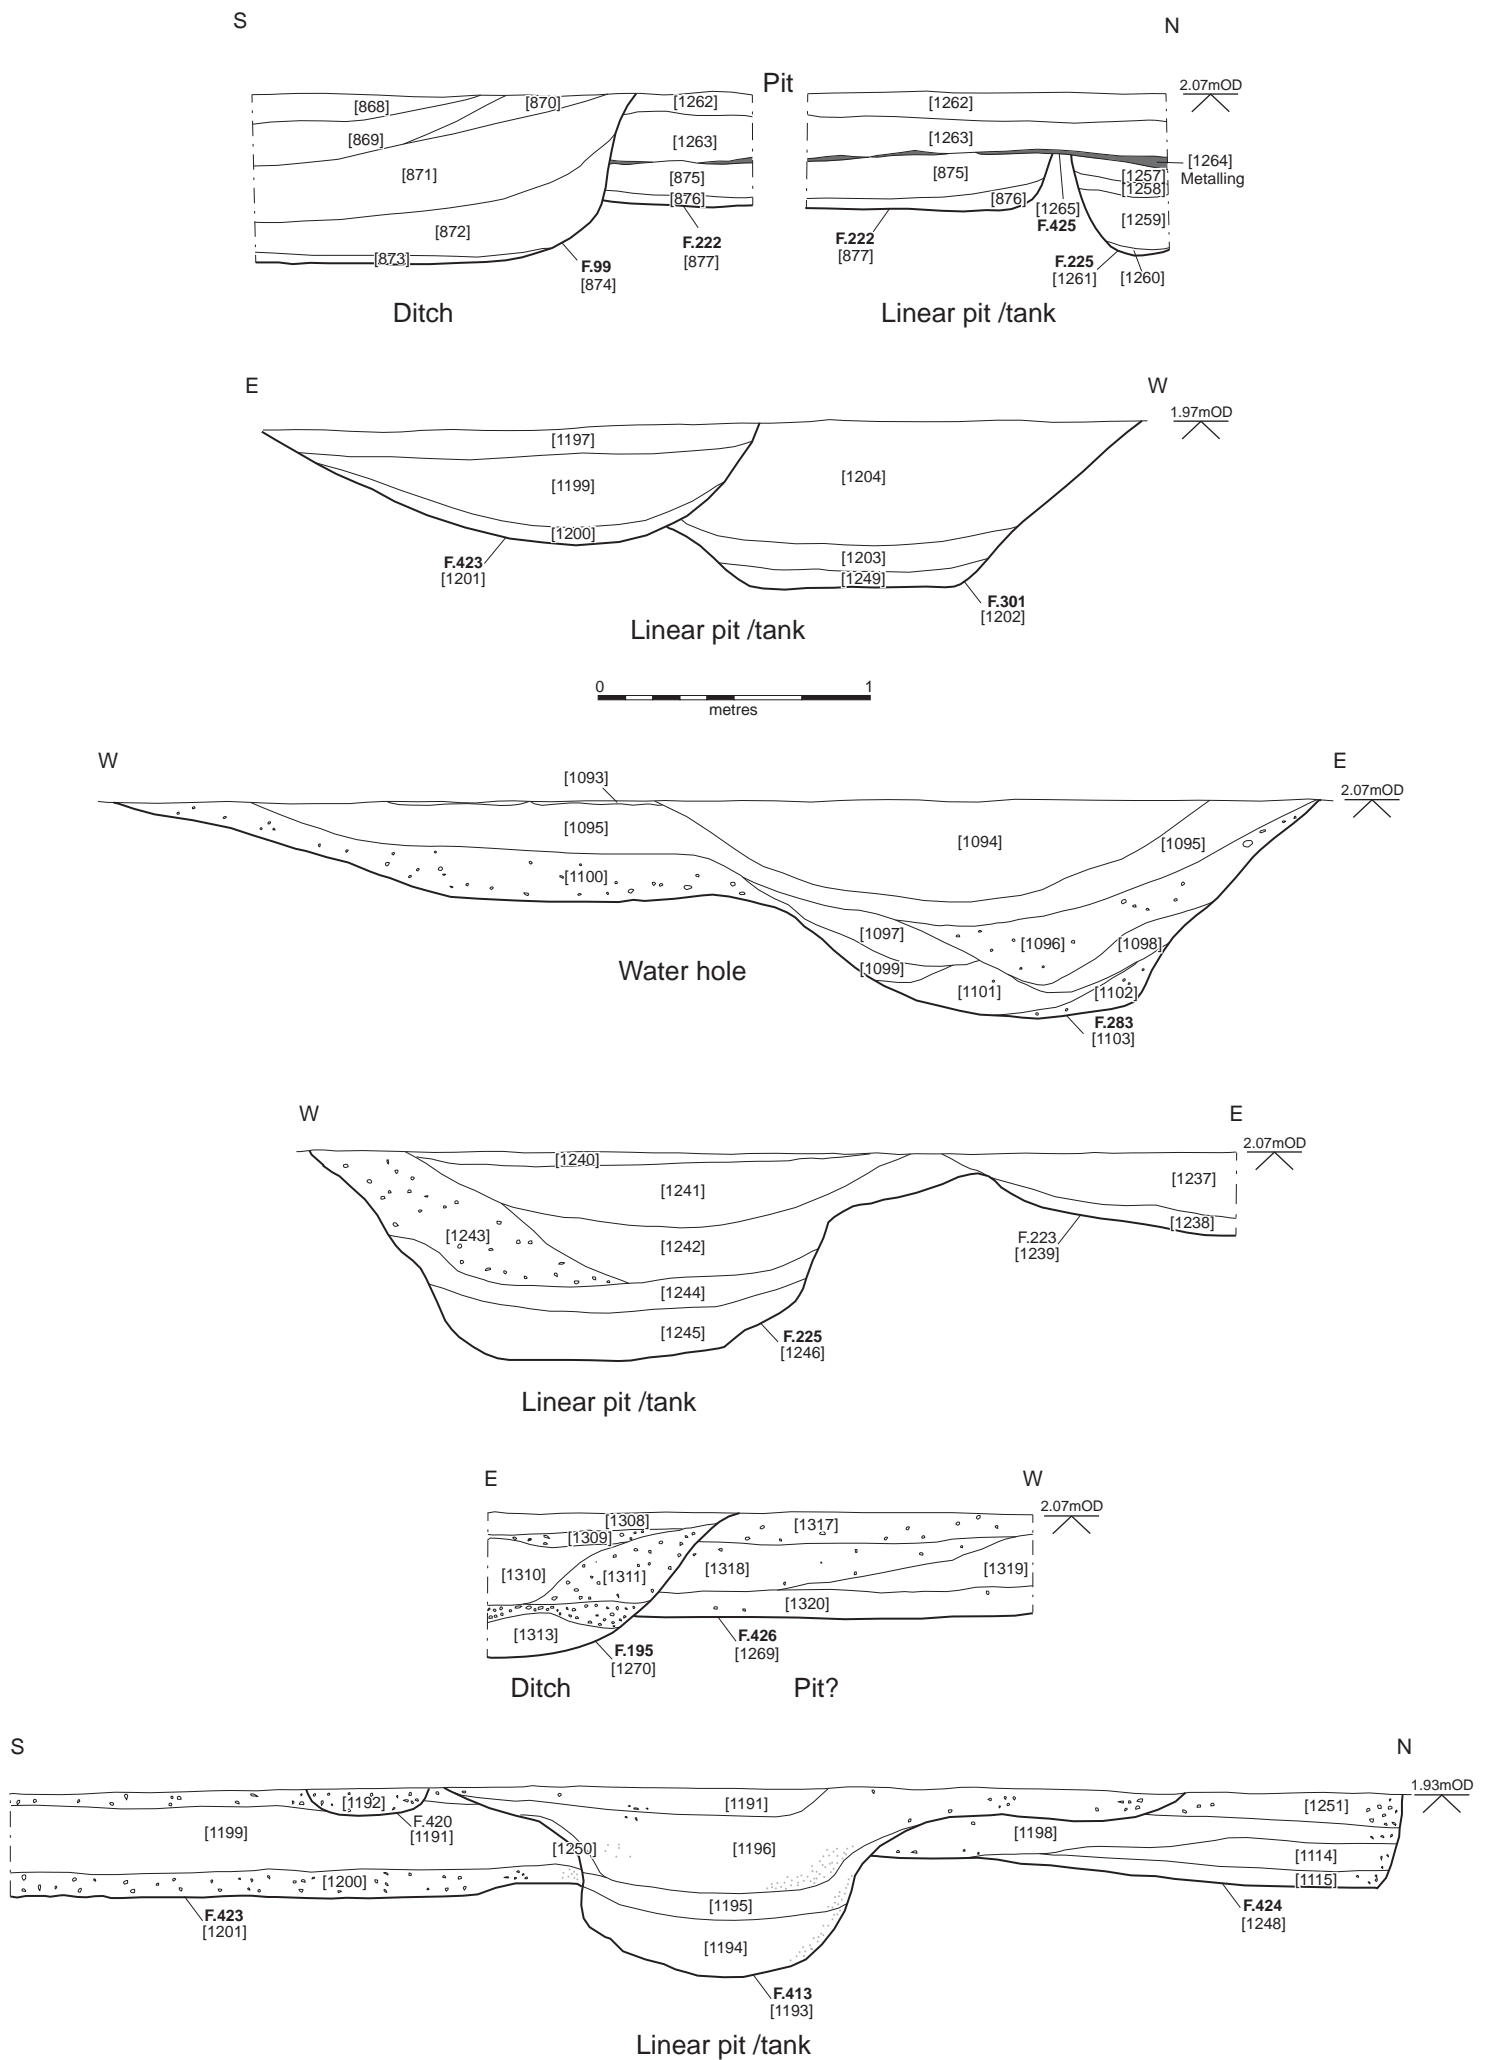 S
N
Pit
2.07mOD
[868]
[870]
[1262]
[1262]
[869]
[1263]
[1263]
[1264]
Metalling
[871]
[875]
[875]
[1257]
[1258]
[876]
[876]
[1265]
F.425
[1259]
[872]
F.222
[877]
F.222
[877]
[873]
F.99
[874]
F.225
[1261]
[1260]
Ditch
Linear pit /tank
E
W
1.97mOD
[1197]
[1204]
[1199]
[1200]
[1203]
F.423
[1201]
[1249]
F.301
[1202]
Linear pit /tank
0
1
metres
W
E
[1093]
2.07mOD
[1095]
[1094]
[1095]
[1100]
[1097]
[1096]
[1098]
Water hole
[1099]
[1101]
[1102]
F.283
[1103]
W
E
2.07mOD
[1240]
[1241]
[1237]
[1243]
[1242]
[1238]
F.223
[1239]
[1244]
[1245]
F.225
[1246]
Linear pit /tank
E
W
2.07mOD
[1308]
[1317]
[1309]
[1310]
[1311]
[1318]
[1319]
[1320]
[1313]
F.195
[1270]
F.426
[1269]
Ditch
Pit?
S
N
1.93mOD
[1192]
[1191]
[1251]
F.420
[1191]
[1199]
[1250]
[1196]
[1198]
[1114]
[1200]
[1115]
[1195]
F.423
[1201]
F.424
[1248]
[1194]
F.413
[1193]
Linear pit /tank